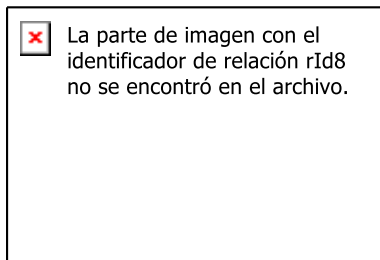 La parte de imagen con el
identificador de relación rId8
no se encontró en el archivo.